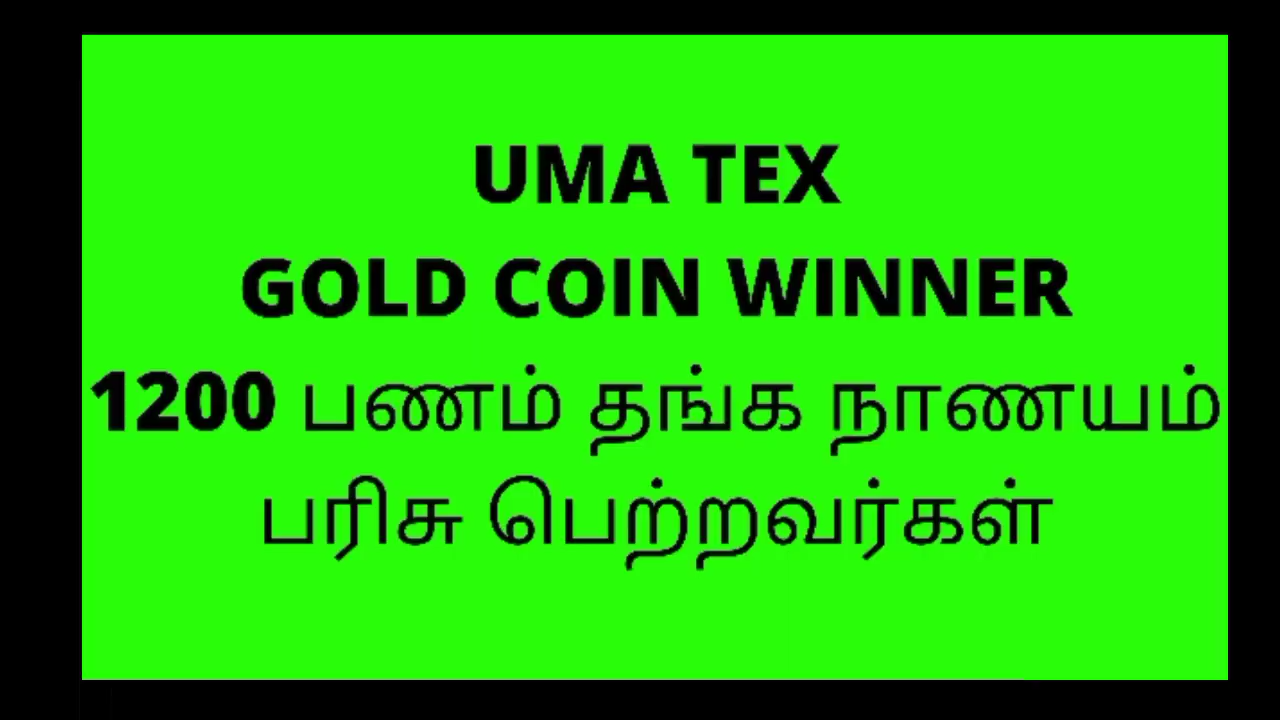 UMA TEX
GOLD COIN WINNER
1200 பணம் தங்க நாணயம்
பரிசு பெற்றவர்கள்